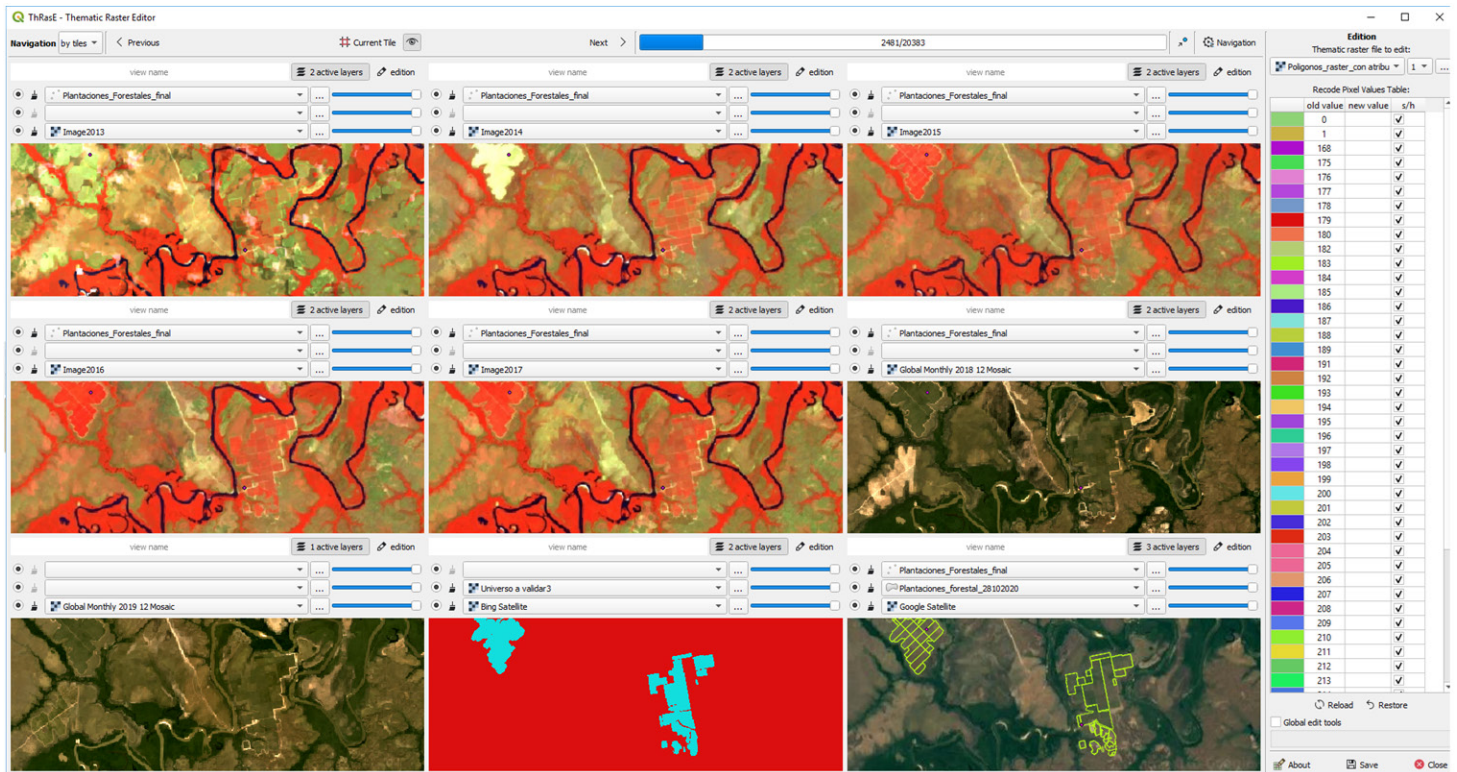 ThRasE - Thematic Raster Editor
Navigation by tiles Previous Current Tile Next 2481/20383 Navigation
view name 2 active layers edition view name 2 active layers edition view name 2 active layers edition
Plantaciones_Forestales_final ... Plantaciones_Forestales_final ... Plantaciones_Forestales_final ...
... ... ...
Image2013 ... Image2014 ... Image2015 ...
view name 2 active layers edition view name 2 active layers edition view name 2 active layers edition
Plantaciones_Forestales_final ... Plantaciones_Forestales_final ... Plantaciones_Forestales_final ...
... ... ...
Image2016 ... Image2017 ... Global Monthly 2018 12 Mosaic ...
view name 1 active layers edition view name 2 active layers edition view name 3 active layers edition
... ... Plantaciones_Forestales_final ...
... Universo a validar3 ... Plantaciones_forestal_28102020 ...
Global Monthly 2019 12 Mosaic ... Bing Satellite ... Google Satellite ...
Edition
Thematic raster file to edit:
Poligonos_raster_con atribu 1 ...
Recode Pixel Values Table:
old value new value s/h
0
1
168
175
176
177
178
179
180
182
183
184
185
186
187
188
189
191
192
193
194
195
196
197
198
199
200
201
202
203
204
205
206
207
208
209
210
211
212
213
Reload Restore
Global edit tools
About Save Close